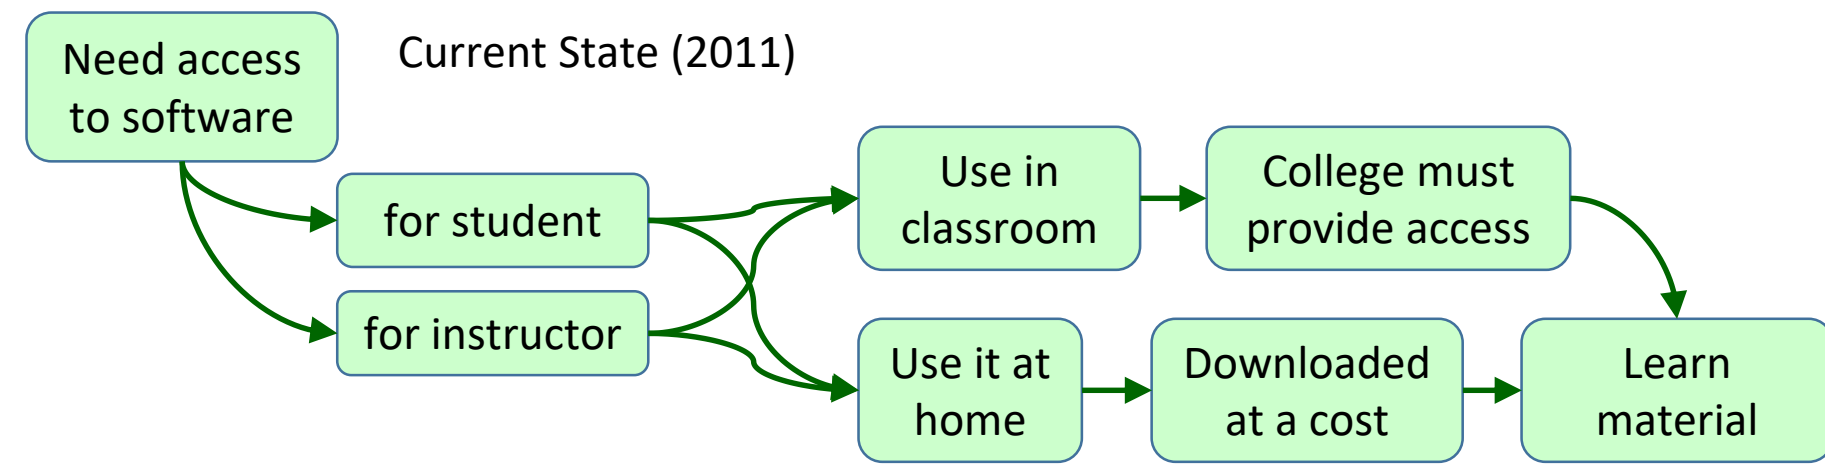 Need access
to software
Current State (2011)
for student
for instructor
Use in
classroom
College must
provide access
Use it at
home
Downloaded
at a cost
Learn
material